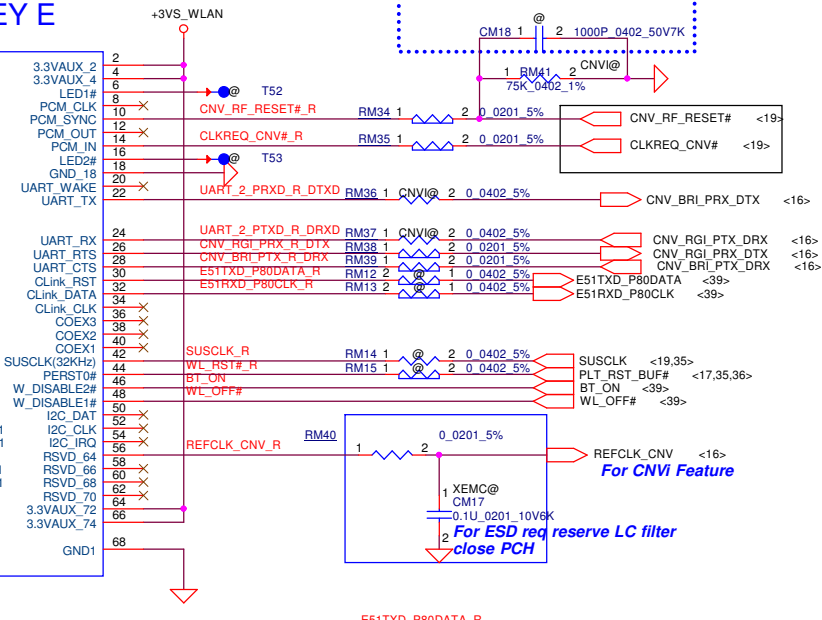 EY E
+3VS_WLAN
@
CM18 1 2 1000P_0402_50V7K
1 RM41 2 CNVI@
75K_0402_1%
3.3VAUX_2 2
3.3VAUX_4 4
LED1# 6 @ T52
PCM_CLK 8
PCM_SYNC 10 CNV_RF_RESET#_R RM34 1 2 0_0201_5% CNV_RF_RESET# <19>
PCM_OUT 12
PCM_IN 14 CLKREQ_CNV#_R RM35 1 2 0_0201_5% CLKREQ_CNV# <19>
LED2# 16 @ T53
GND_18 18
UART_WAKE 20
UART_TX 22 UART_2_PRXD_R_DTXD RM36 1 CNVI@ 2 0_0402_5% CNV_BRI_PRX_DTX <16>
UART_RX 24 UART_2_PTXD_R_DRXD RM37 1 CNVI@ 2 0_0402_5% CNV_RGI_PTX_DRX <16>
UART_RTS 26 CNV_RGI_PRX_R_DTX RM38 1 2 0_0201_5% CNV_RGI_PRX_DTX <16>
UART_CTS 28 CNV_BRI_PTX_R_DRX RM39 1 2 0_0201_5% CNV_BRI_PTX_DRX <16>
CLink_RST 30 E51TXD_P80DATA_R RM12 2 @ 1 0_0402_5% E51TXD_P80DATA <39>
CLink_DATA 32 E51RXD_P80CLK_R RM13 2 @ 1 0_0402_5% E51RXD_P80CLK <39>
CLink_CLK 34
COEX3 36
COEX2 38
COEX1 40
SUSCLK(32KHz) 42 SUSCLK_R RM14 1 @ 2 0_0402_5% SUSCLK <19,35>
PERST0# 44 WL_RST#_R RM15 1 @ 2 0_0402_5% PLT_RST_BUF# <17,35,36>
W_DISABLE2# 46 BT_ON BT_ON <39>
W_DISABLE1# 48 WL_OFF# WL_OFF# <39>
I2C_DAT 50
I2C_CLK 52
I2C_IRQ 54
RSVD_64 56 REFCLK_CNV_R RM40 1 2 0_0201_5% REFCLK_CNV <16>
RSVD_66 58
For CNVi Feature
RSVD_68 60
RSVD_70 62
3.3VAUX_72 64
3.3VAUX_74 66
1 XEMC@
CM17
0.1U_0201_10V6K
2
For ESD req reserve LC filter
close PCH
GND1 68
E51TXD_P80DATA_R